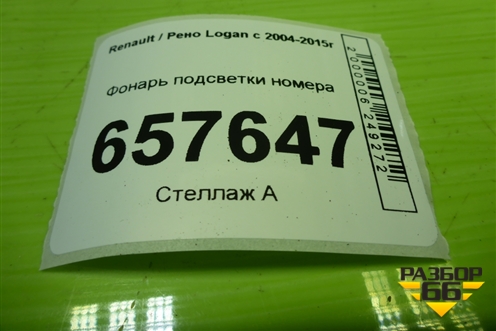 Renault / Рено Logan с 2004-2015г
Фонарь подсветки номера
657647
Стеллаж А
2000006249272
РАЗБОР
66